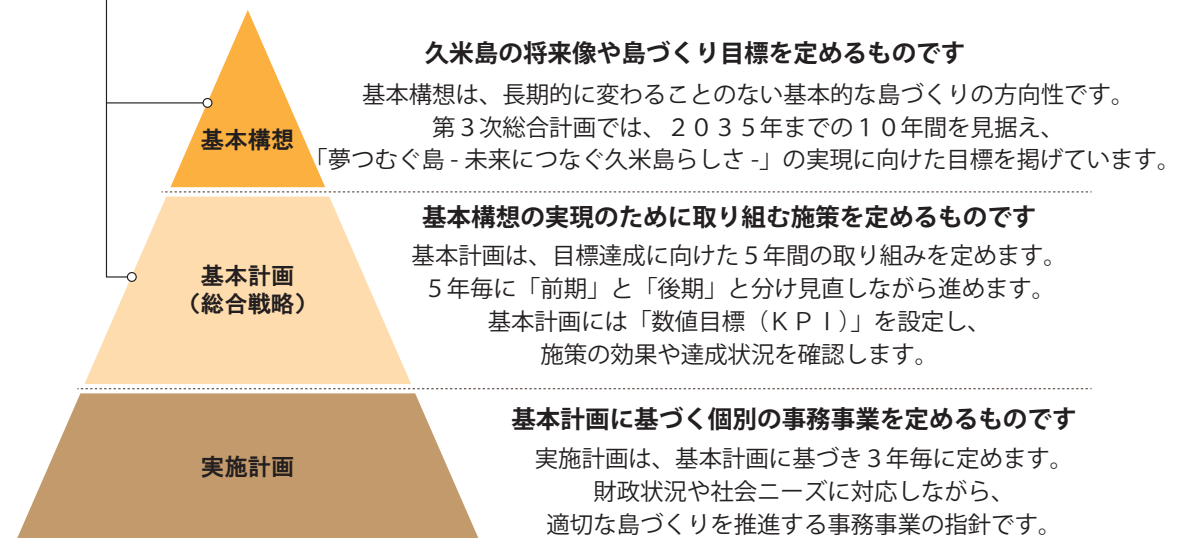 久米島の将来像や島づくり目標を定めるものです
基本構想は、長期的に変わることのない基本的な島づくりの方向性です。
第３次総合計画では、２０３５年までの１０年間を見据え、
「夢つむぐ島 - 未来につなぐ久米島らしさ -」の実現に向けた目標を掲げています。
基本構想
基本構想の実現のために取り組む施策を定めるものです
基本計画は、目標達成に向けた５年間の取り組みを定めます。
５年毎に「前期」と「後期」と分け見直しながら進めます。
基本計画には「数値目標（ＫＰＩ）」を設定し、
施策の効果や達成状況を確認します。
基本計画
（総合戦略）
基本計画に基づく個別の事務事業を定めるものです
実施計画は、基本計画に基づき３年毎に定めます。
財政状況や社会ニーズに対応しながら、
適切な島づくりを推進する事務事業の指針です。
実施計画